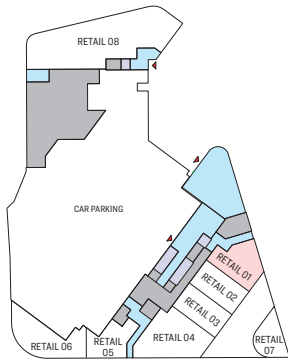 RETAIL 08
CAR PARKING
RETAIL 01
RETAIL 02
RETAIL 03
RETAIL 04
RETAIL
05
RETAIL 06
RETAIL
07